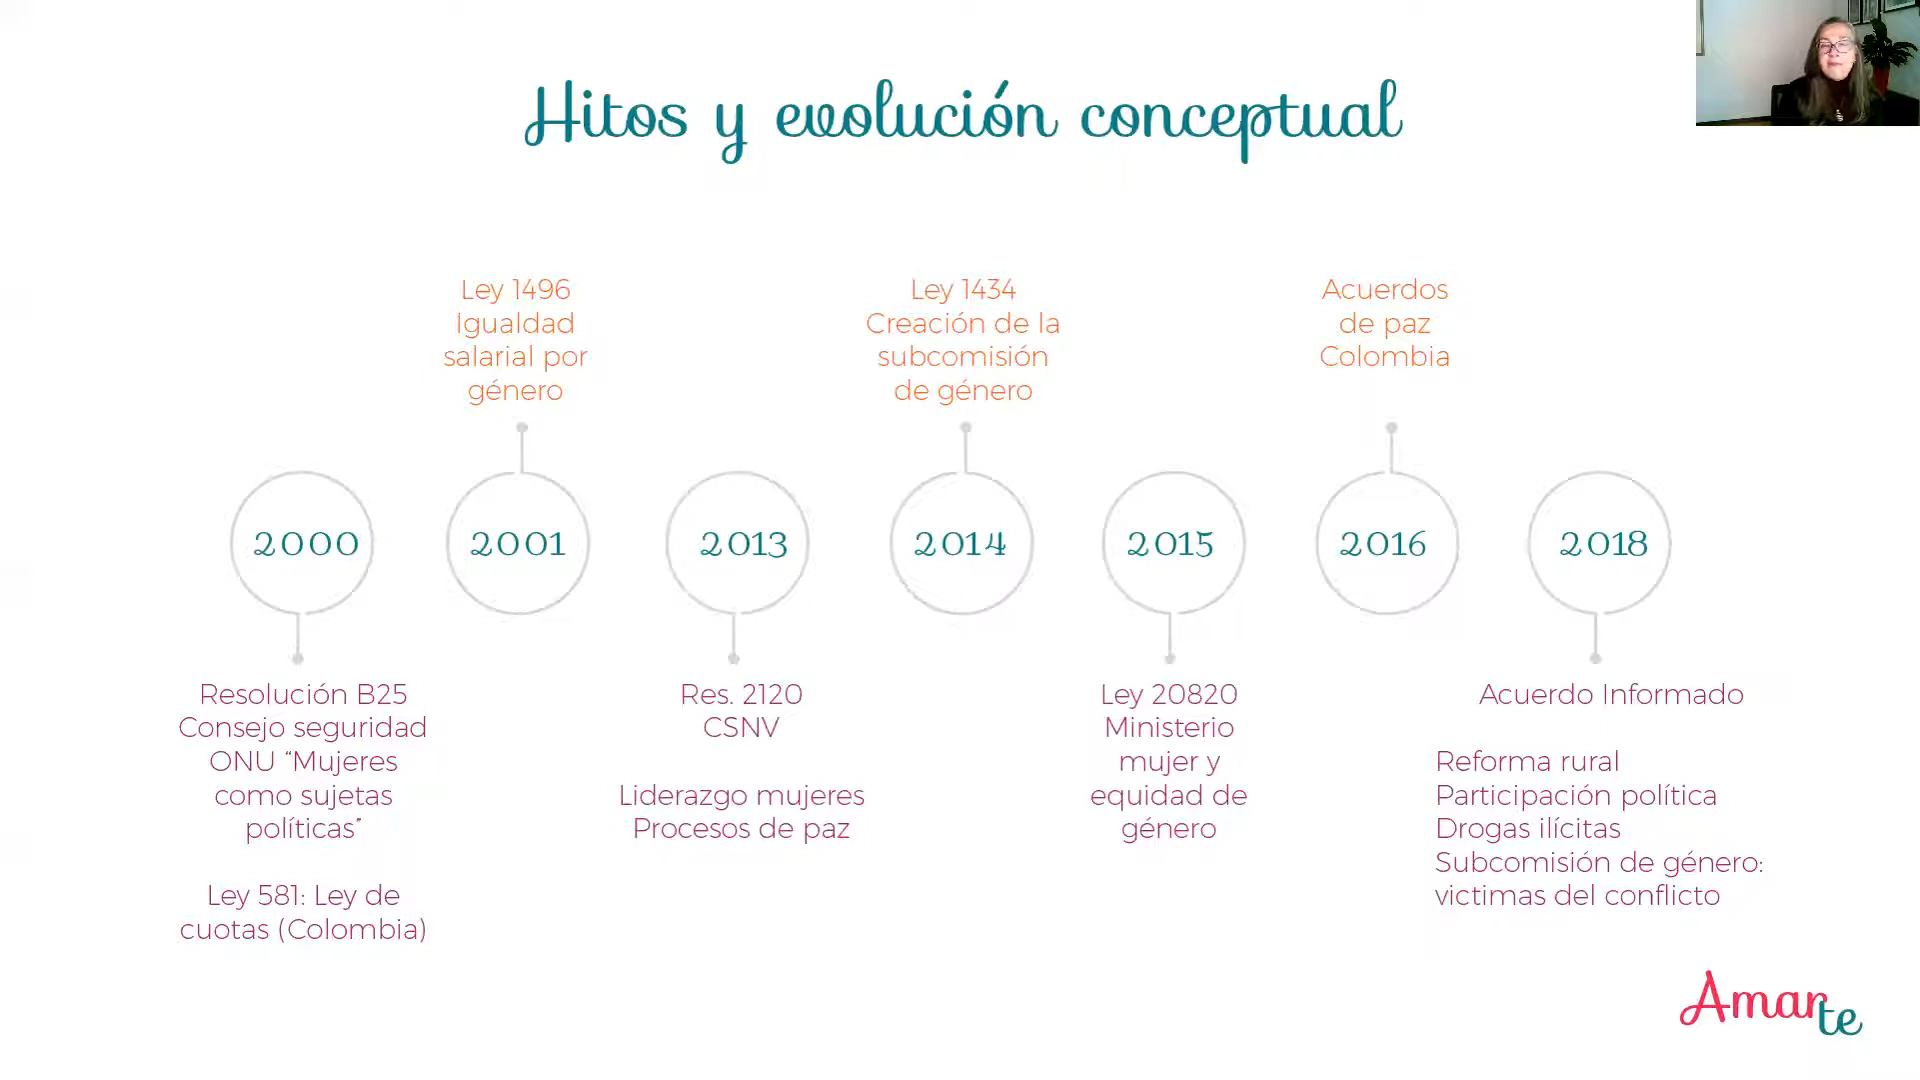 Hitos y evolución conceptual
Ley 1496
Igualdad
salarial por
género
Ley 1434
Creación de la
subcomisión
de género
Acuerdos
de paz
Colombia
2000
2001
2013
2014
2015
2016
2018
Resolución B25
Consejo seguridad
ONU “Mujeres
como sujetas
políticas”
Ley 581: Ley de
cuotas (Colombia)
Res. 2120
CSNV
Liderazgo mujeres
Procesos de paz
Ley 20820
Ministerio
mujer y
equidad de
género
Acuerdo Informado
Reforma rural
Participación política
Drogas ilícitas
Subcomisión de género:
victimas del conflicto
Amarte